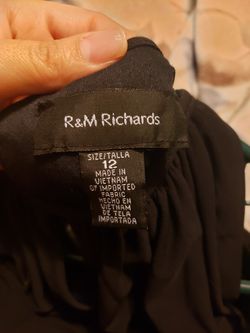 R&M Richards
SIZE/TALLA
12
MADE IN
VIETNAM
OF IMPORTED
FABRIC
HECHO EN
VIETNAM
DE TELA
IMPORTADA